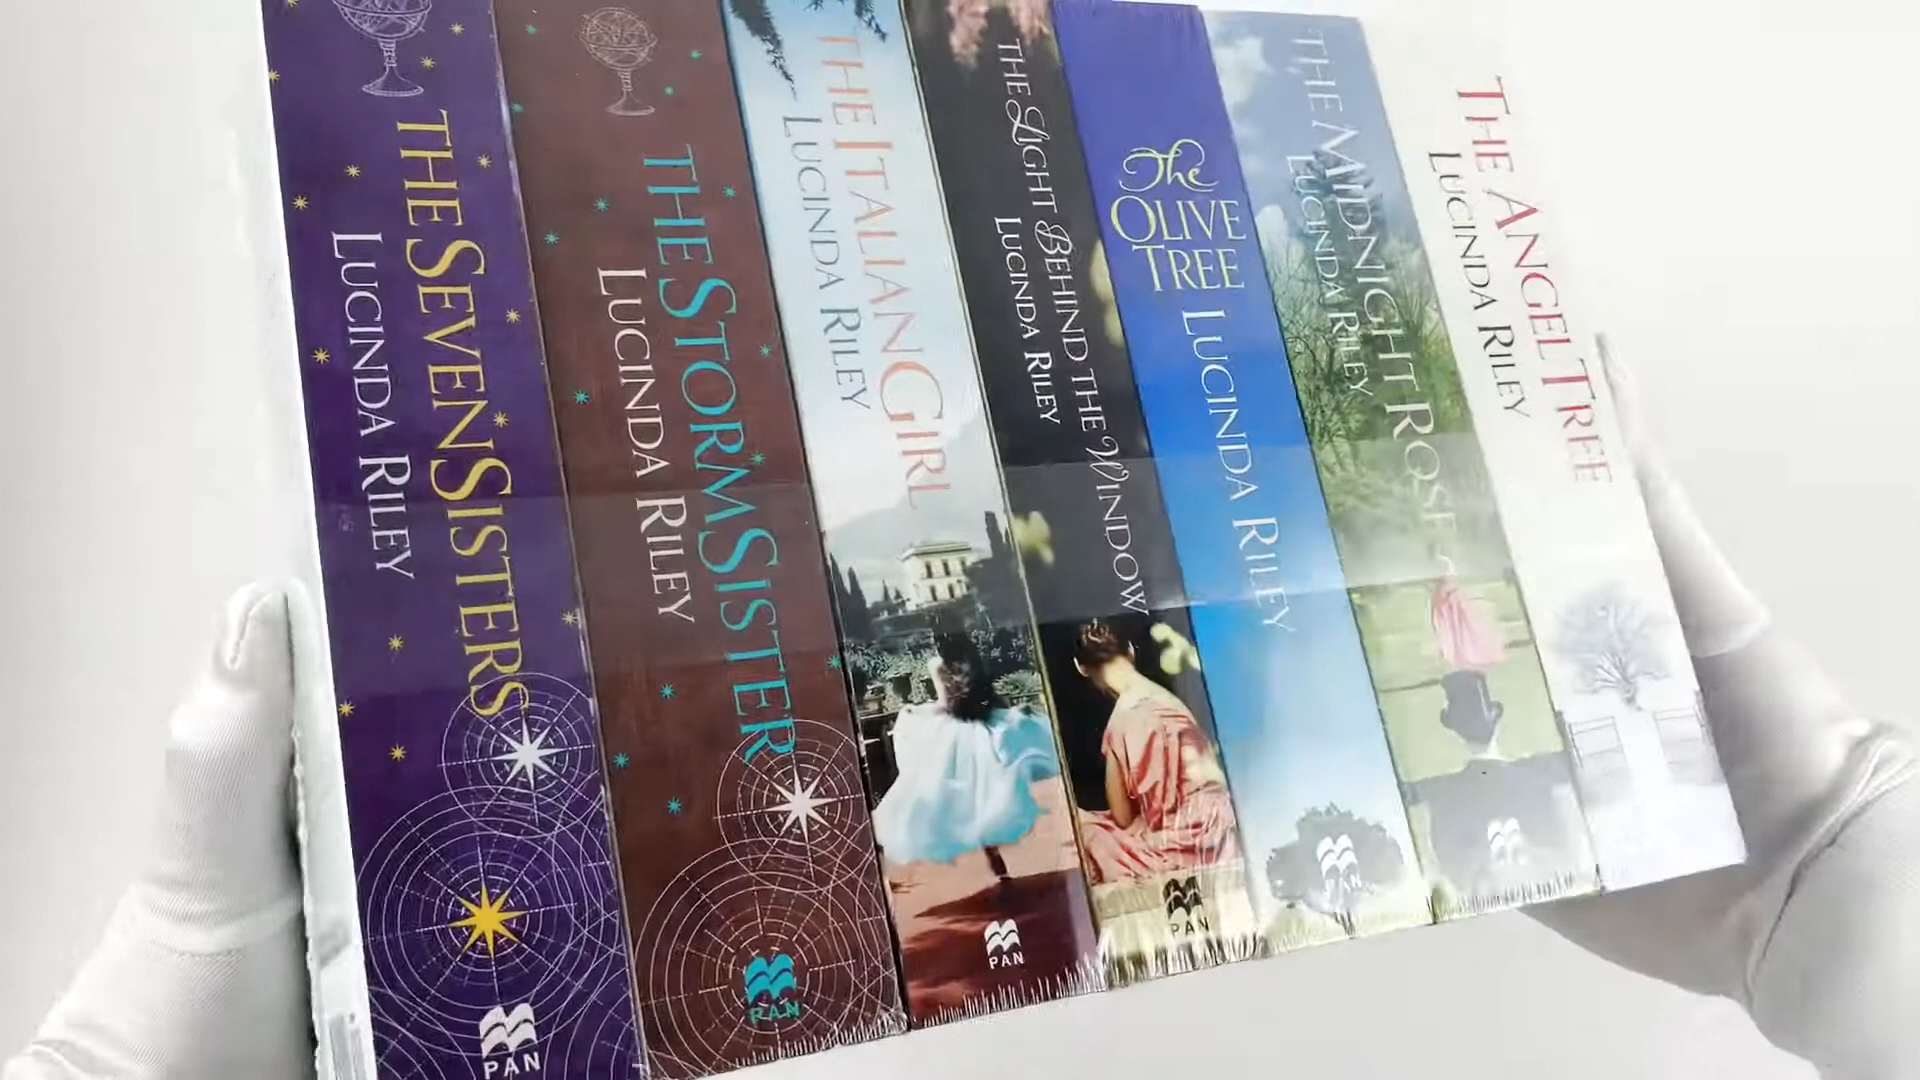 THE SEVEN SISTERS
LUCINDA RILEY
PAN
THE STORM SISTER
LUCINDA RILEY
PAN
THE ITALIAN GIRL
LUCINDA RILEY
PAN
THE LIGHT BEHIND THE WINDOW
LUCINDA RILEY
PAN
The
OLIVE
TREE
LUCINDA RILEY
PAN
THE MIDNIGHT ROSE
LUCINDA RILEY
THE ANGEL TREE
LUCINDA RILEY